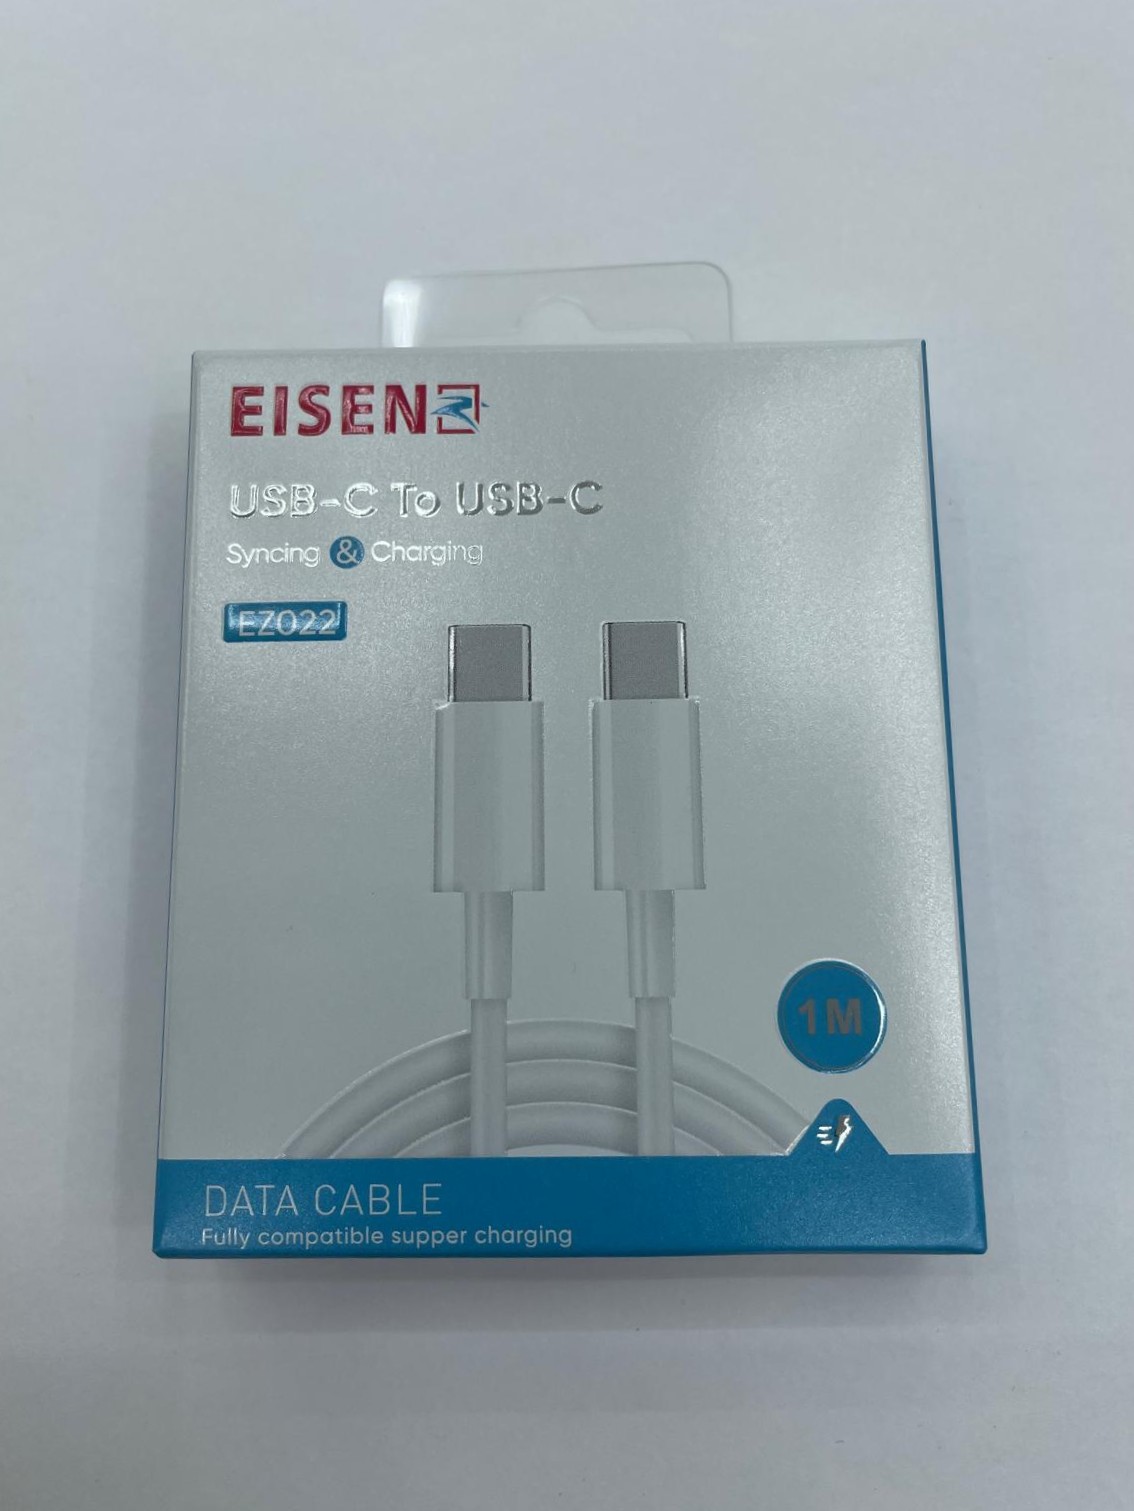 EISEN
USB-C To USB-C
Syncing & Charging
EZ022
1M
DATA CABLE
Fully compatible supper charging